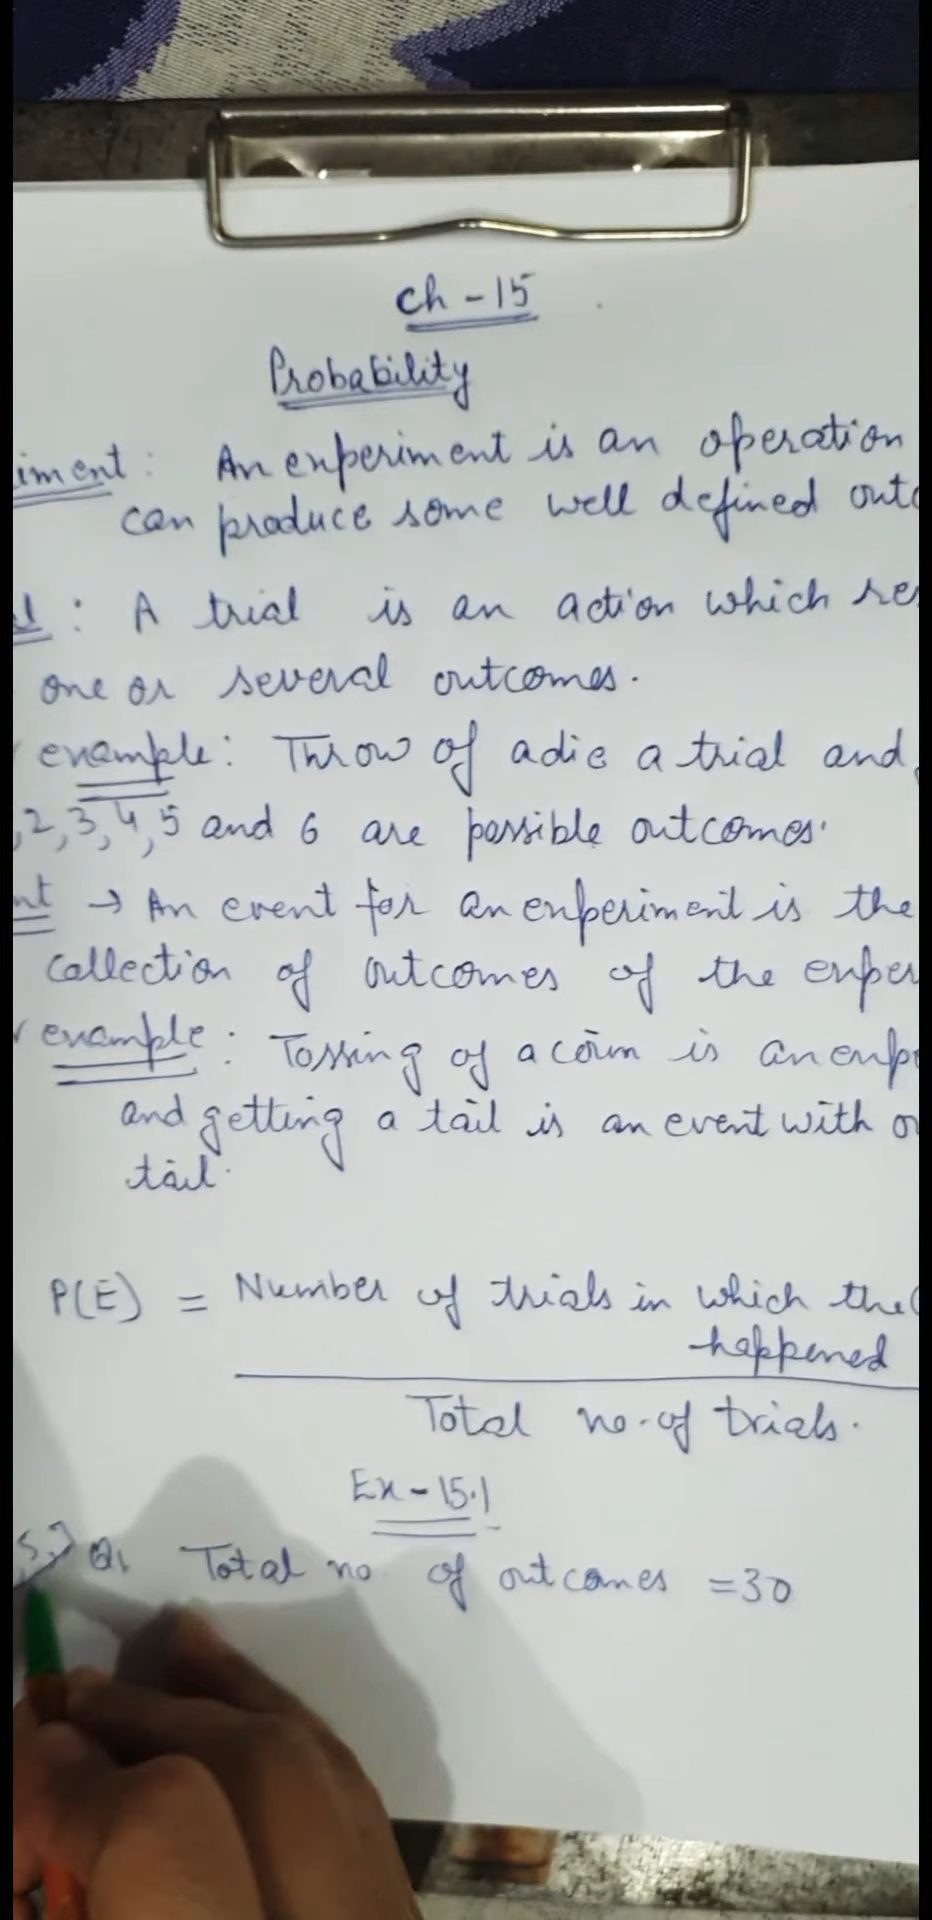 Ch - 15
Probability
iment : An experiment is an operation
can produce some well defined outc
: A trial is an action which re
one or several outcomes.
example : Throw of a die a trial and
, 2, 3, 4, 5 and 6 are possible outcomes.
nt → An event for an experiment is the
collection of outcomes of the exper
example : Tossing of a coin is an exp
and getting a tail is an event with o
tail.
P(E) = Number of trials in which the
happened
Total no. of trials.
Ex - 15.1
Q1 Total no. of outcomes = 30